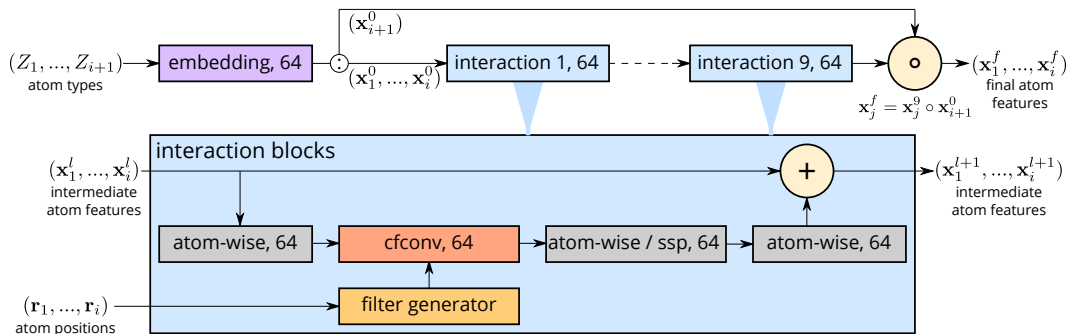 (x⁰ᵢ₊₁)
(Z₁, ..., Zᵢ₊₁)
atom types
embedding, 64
:
(x⁰₁, ..., x⁰ᵢ)
interaction 1, 64
interaction 9, 64
∘
(xᶠ₁, ..., xᶠᵢ)
final atom
features
xᶠⱼ = x⁹ⱼ ∘ x⁰ᵢ₊₁
interaction blocks
(xˡ₁, ..., xˡᵢ)
intermediate
atom features
+
(xˡ⁺¹₁, ..., xˡ⁺¹ᵢ)
intermediate
atom features
atom-wise, 64
cfconv, 64
atom-wise / ssp, 64
atom-wise, 64
(r₁, ..., rᵢ)
atom positions
filter generator